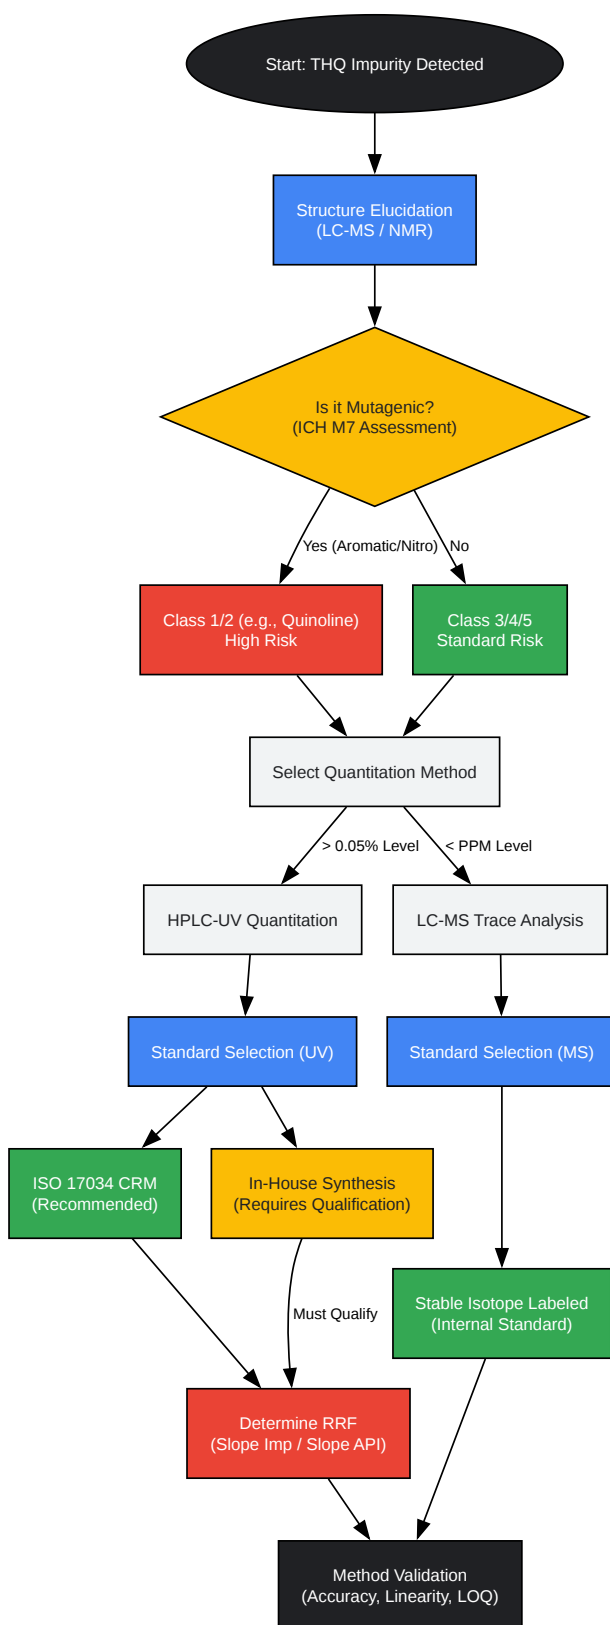 Start: THQ Impurity Detected
Structure Elucidation
(LC-MS / NMR)
Is it Mutagenic?
(ICH M7 Assessment)
Yes (Aromatic/Nitro)
No
Class 1/2 (e.g., Quinoline)
High Risk
Class 3/4/5
Standard Risk
Select Quantitation Method
> 0.05% Level
< PPM Level
HPLC-UV Quantitation
LC-MS Trace Analysis
Standard Selection (UV)
Standard Selection (MS)
ISO 17034 CRM
(Recommended)
In-House Synthesis
(Requires Qualification)
Stable Isotope Labeled
(Internal Standard)
Must Qualify
Determine RRF
(Slope Imp / Slope API)
Method Validation
(Accuracy, Linearity, LOQ)